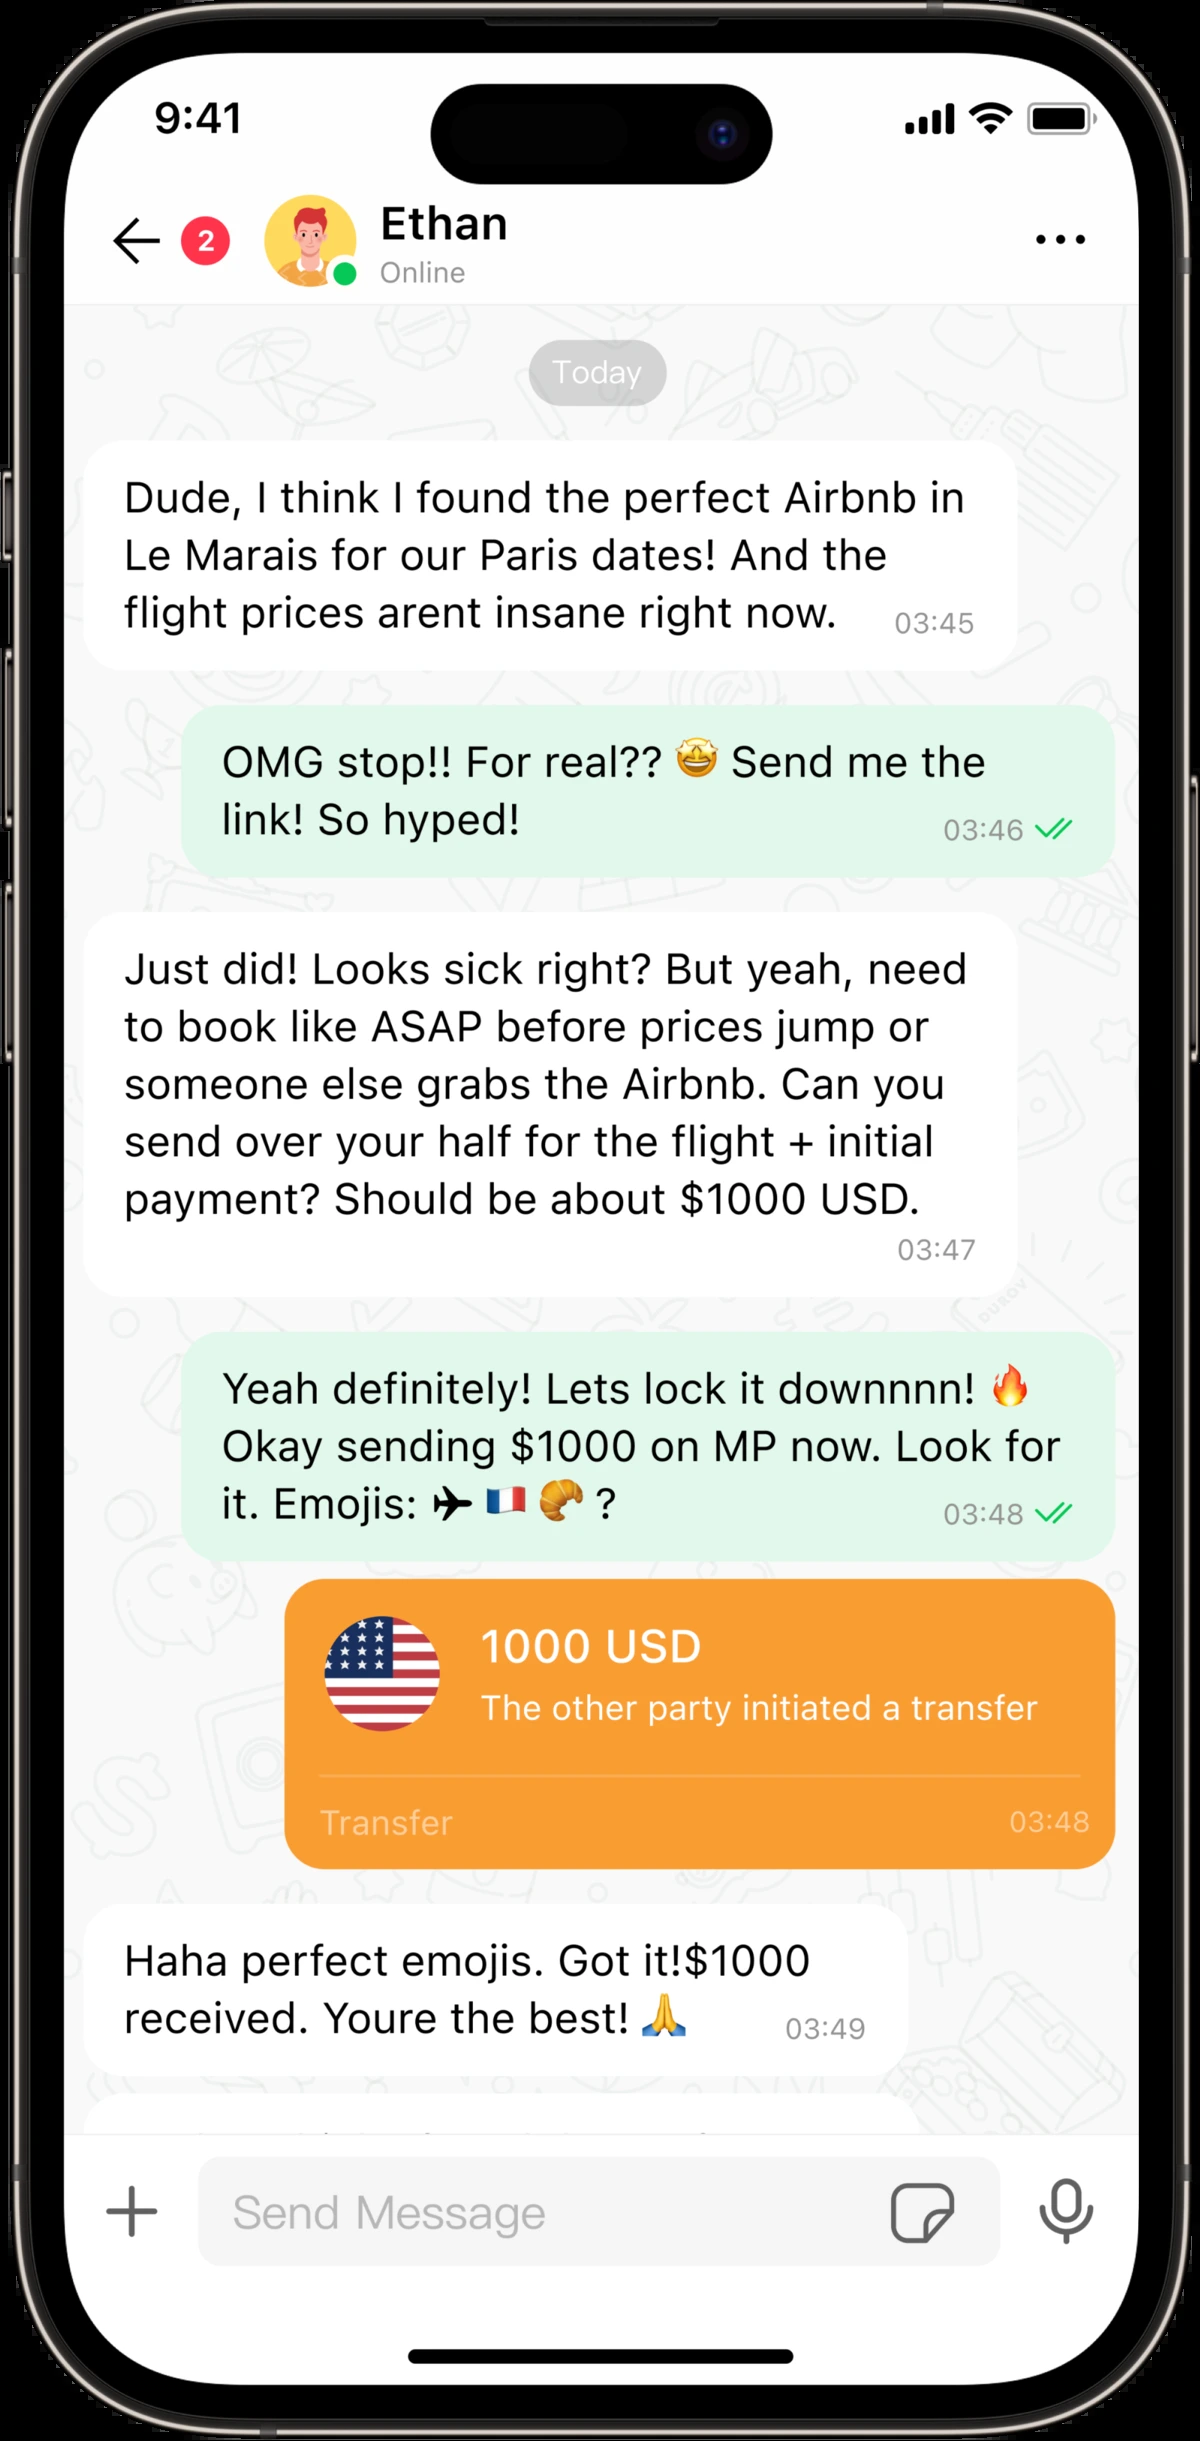 9:41
2
Ethan
Online
Today
Dude, I think I found the perfect Airbnb in
Le Marais for our Paris dates! And the
flight prices arent insane right now.
03:45
OMG stop!! For real?? 🤩 Send me the
link! So hyped!
03:46
Just did! Looks sick right? But yeah, need
to book like ASAP before prices jump or
someone else grabs the Airbnb. Can you
send over your half for the flight + initial
payment? Should be about $1000 USD.
03:47
DUROV
Yeah definitely! Lets lock it downnnn! 🔥
Okay sending $1000 on MP now. Look for
it. Emojis: ✈ 🇫🇷 🥐 ?
03:48
1000 USD
The other party initiated a transfer
Transfer
03:48
Haha perfect emojis. Got it!$1000
received. Youre the best! 🙏
03:49
Send Message